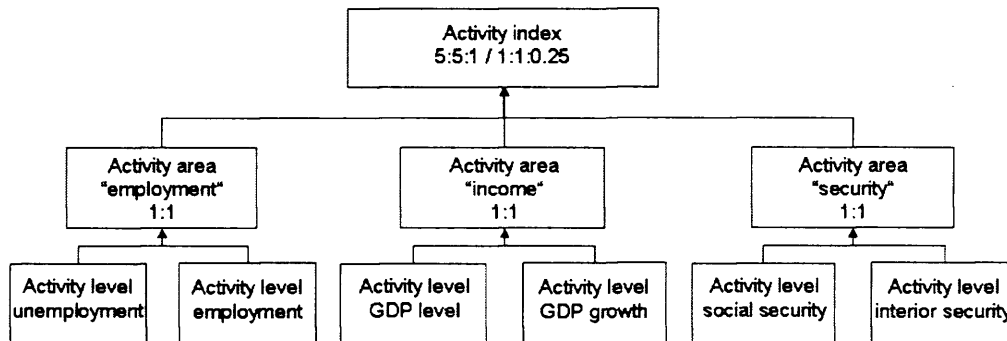 Activity index
5:5:1 / 1:1:0.25
Activity area
"employment"
1:1
Activity area
"income"
1:1
Activity area
"security"
1:1
Activity level
unemployment
Activity level
employment
Activity level
GDP level
Activity level
GDP growth
Activity level
social security
Activity level
interior security